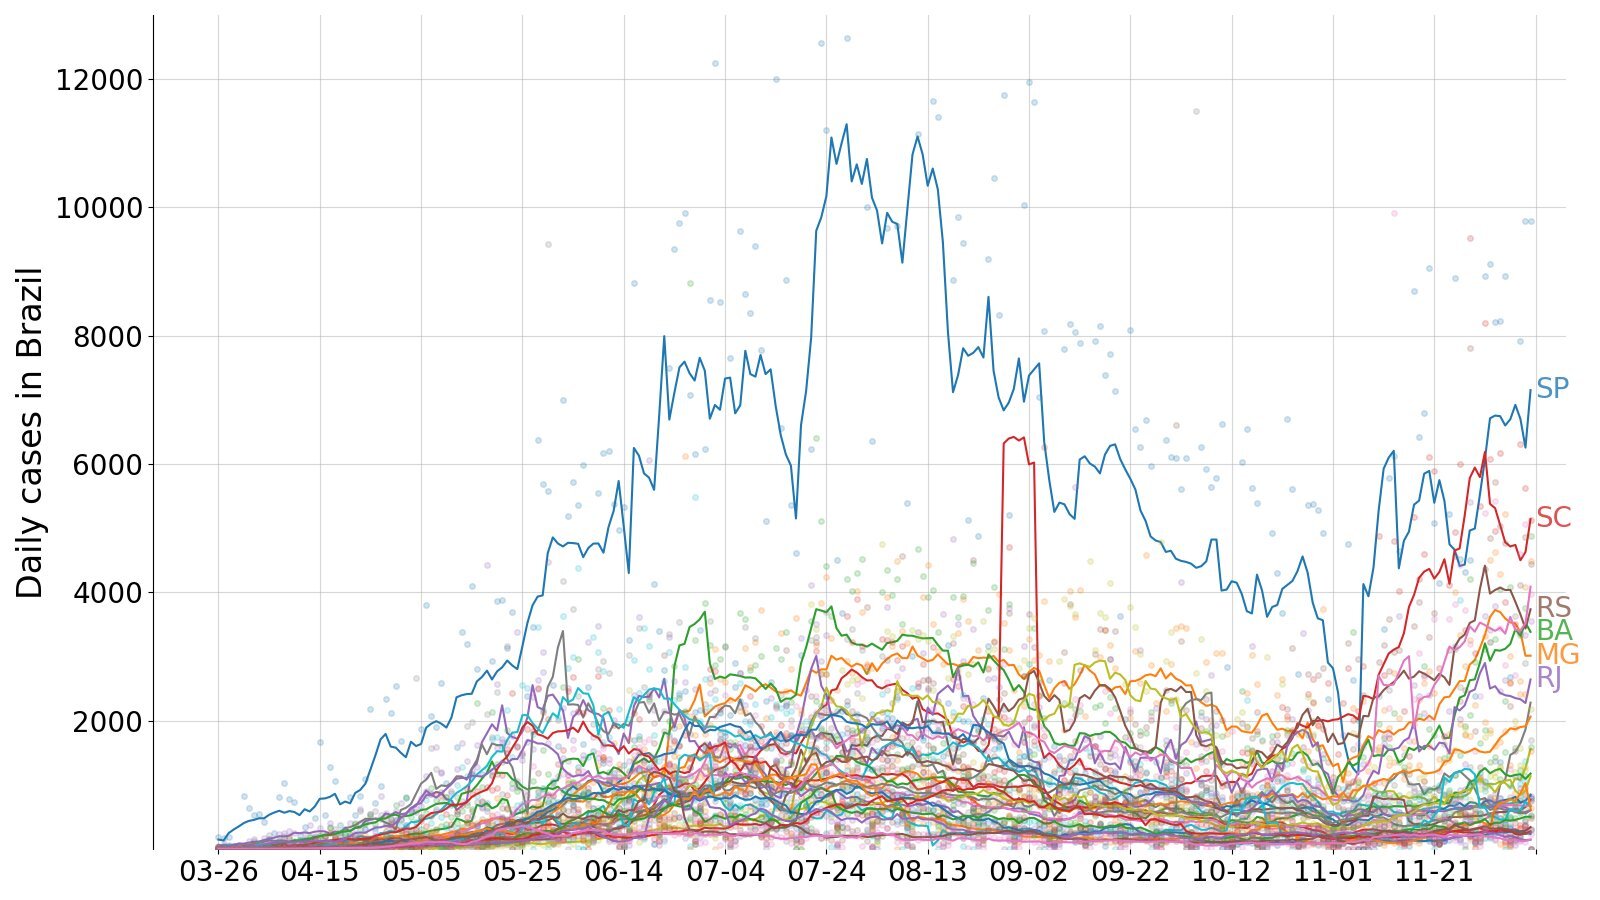 Daily cases in Brazil
12000
10000
8000
6000
4000
2000
03-26 04-15 05-05 05-25 06-14 07-04 07-24 08-13 09-02 09-22 10-12 11-01 11-21
SP
SC
RS
BA
MG
RJ